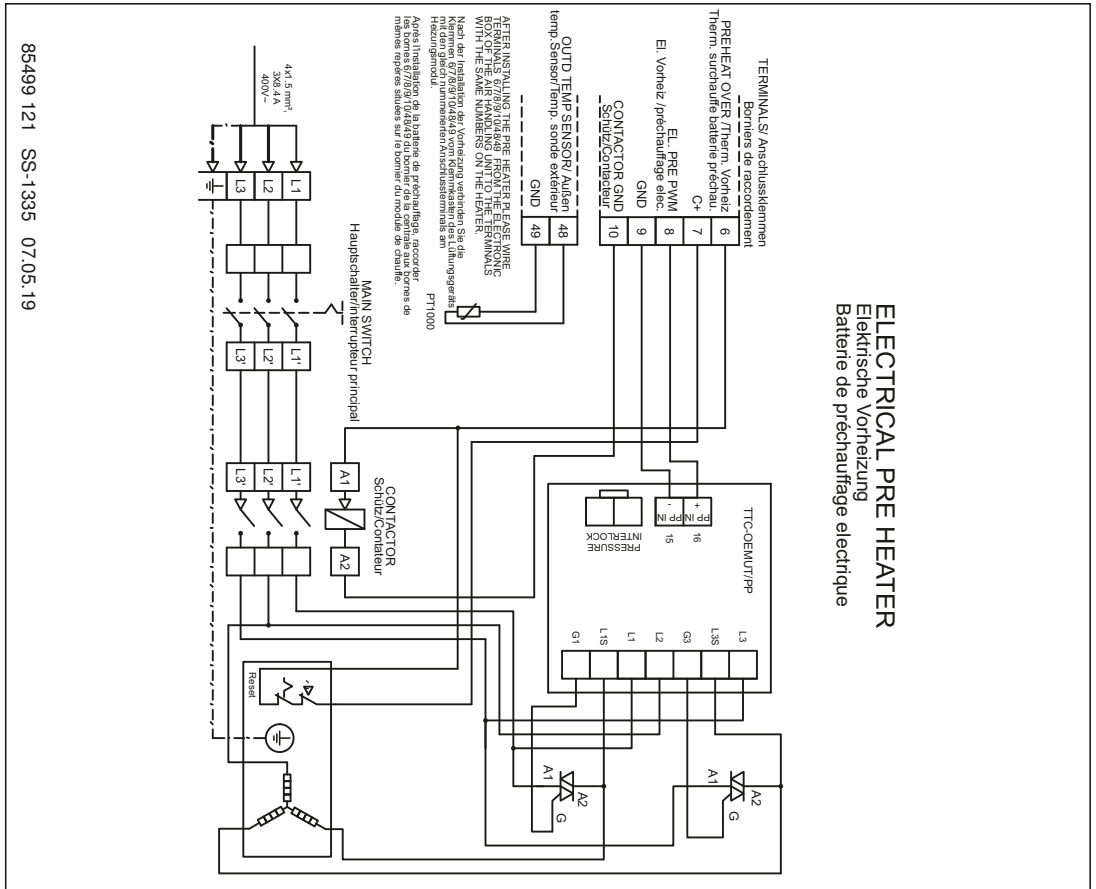 ELECTRICAL PRE HEATER
Elektrische Vorheizung
Batterie de préchauffage electrique
TERMINALS/ Anschlussklemmen
Borniers de raccordement
PREHEAT OVER /Therm. Vorheiz
Therm. surchauffe batterie préchau.
6
C+
7
EL. PRE PWM
El. Vorheiz /préchauffage elec.
8
GND
9
CONTACTOR GND
Schütz/Contacteur
10
OUTD TEMP SENSOR/ Außen
temp.Sensor/Temp. sonde extérieur
48
GND
49
PT1000
AFTER INSTALLING THE PRE HEATER PLEASE WIRE
TERMINALS 6/7/8/9/10/48/49 FROM THE ELECTRONIC
BOX OF THE AIR HANDLING UNIT TO THE TERMINALS
WITH THE SAME NUMBERS ON THE HEATER.
Nach der Installation der Vorheizung verbinden Sie die
Klemmen 6/7/8/9/10/48/49 vom Klemmkasten des Lüftungsgeräts
mit den gleich nummerierten Anschlussterminals am
Heizungsmodul.
Après l'installation de la batterie de préchauffage, raccorder
les bornes 6/7/8/9/10/48/49 du bornier de la centrale aux bornes de
mêmes repères situées sur le bornier du module de chauffe.
TTC-OEMUT/PP
PP IN
+
16
PP IN
-
15
PRESSURE
INTERLOCK
L3
L3S
G3
L2
L1
L1S
G1
A1
A2
G
A1
A2
G
MAIN SWITCH
Hauptschalter/interrupteur principal
4x1.5 mm²,
3X8.4 A
400V~
L1
L2
L3
L1'
L2'
L3'
L1'
L2'
L3'
CONTACTOR
Schütz/Contateur
A1
A2
Reset
85499 121 SS-1335 07.05.19